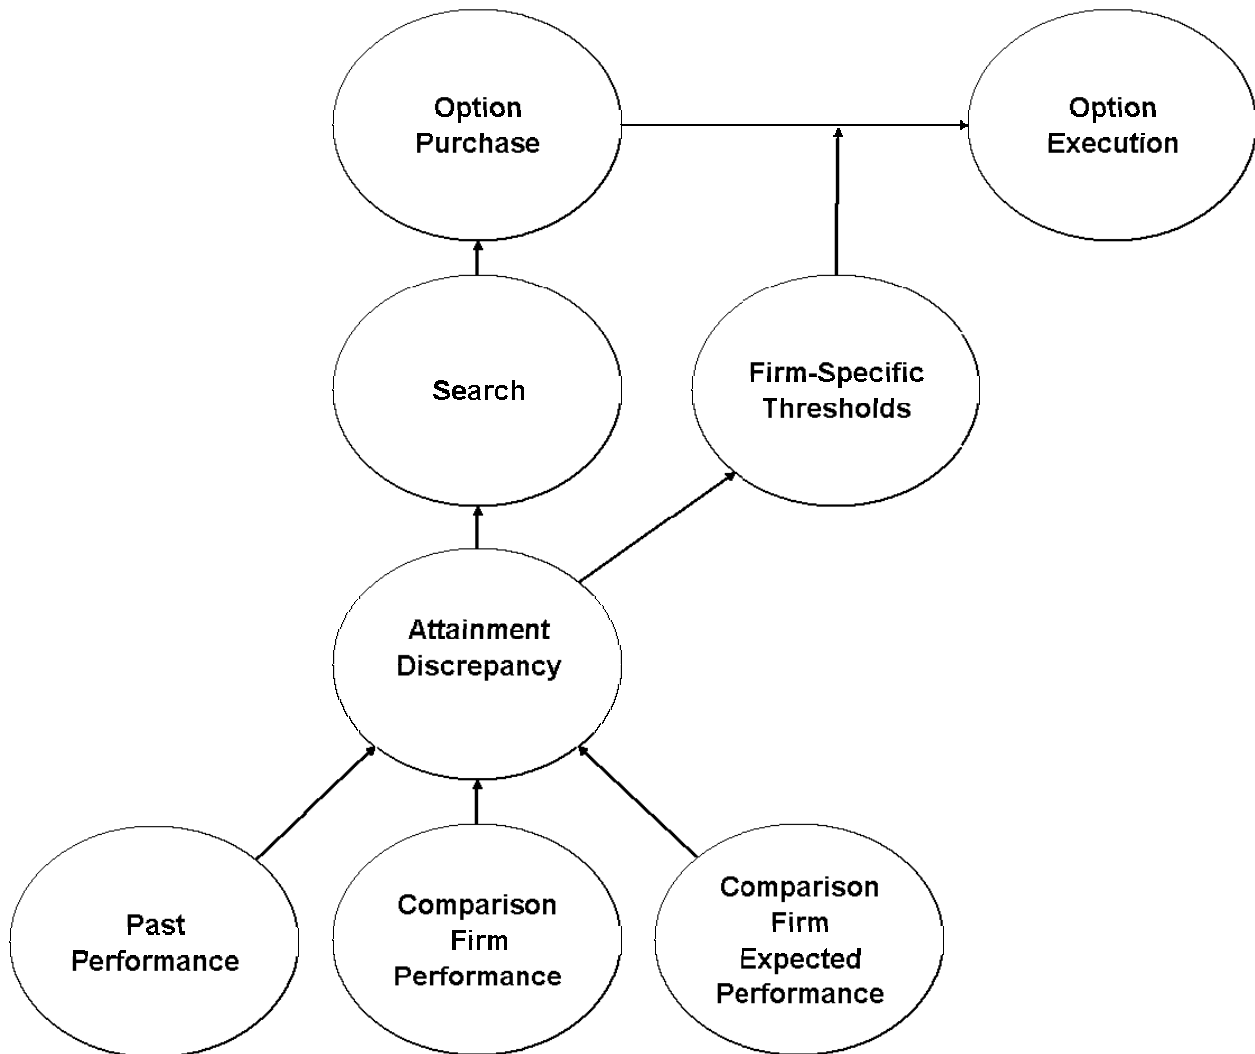 Option
Purchase
Option
Execution
Search
Firm-Specific
Thresholds
Attainment
Discrepancy
Past
Performance
Comparison
Firm
Performance
Comparison
Firm
Expected
Performance